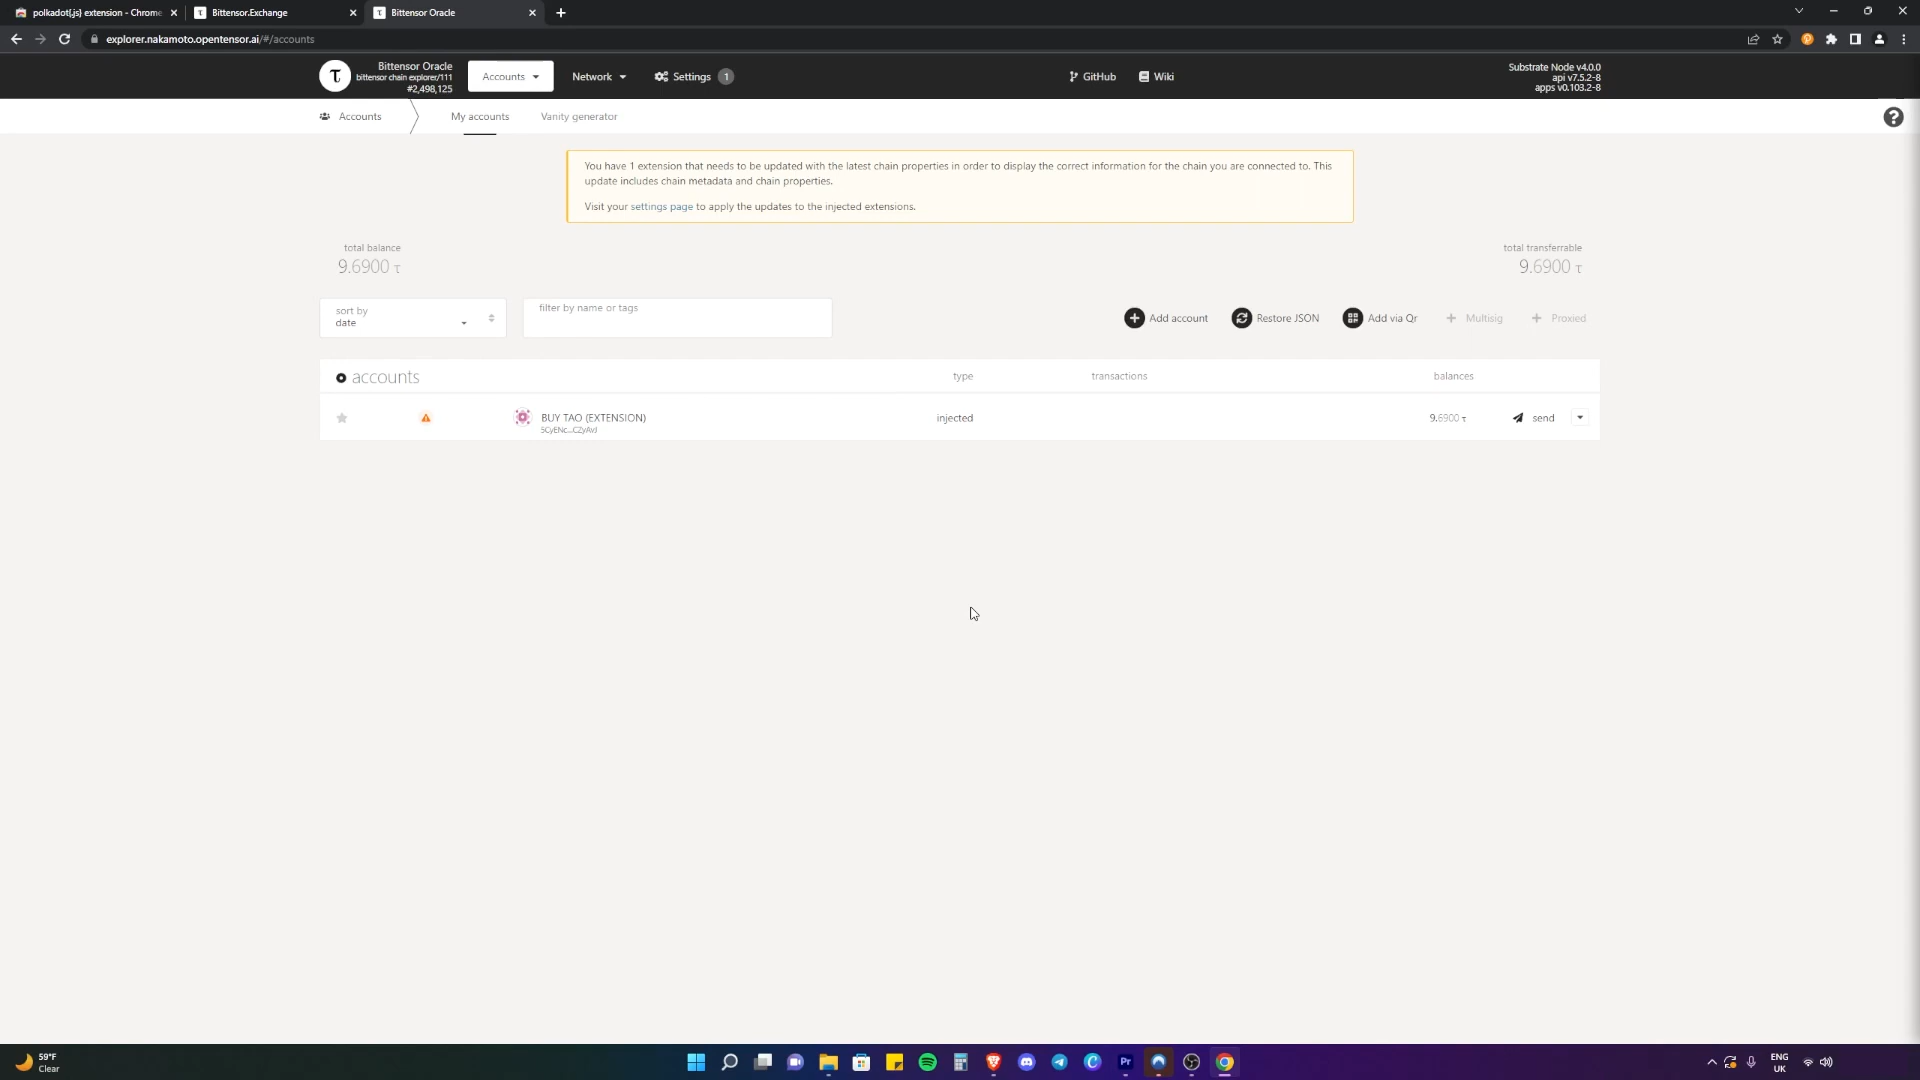 polkadot{.js} extension - Chrome
Bittensor.Exchange
Bittensor Oracle
explorer.nakamoto.opentensor.ai/#/accounts
Bittensor Oracle
bittensor chain explorer/111
#2,498,125
Accounts
Network
Settings
1
GitHub
Wiki
Substrate Node v4.0.0
api v7.5.2-8
apps v0.103.2-8
Accounts
My accounts
Vanity generator
You have 1 extension that needs to be updated with the latest chain properties in order to display the correct information for the chain you are connected to. This
update includes chain metadata and chain properties.
Visit your settings page to apply the updates to the injected extensions.
total balance
9.6900 τ
total transferrable
9.6900 τ
sort by
date
filter by name or tags
Add account
Restore JSON
Add via Qr
Multisig
Proxied
accounts
type
transactions
balances
BUY TAO (EXTENSION)
5CyENc...CZyAvJ
injected
9.6900 τ
send
59°F
Clear
Pr
ENG
UK